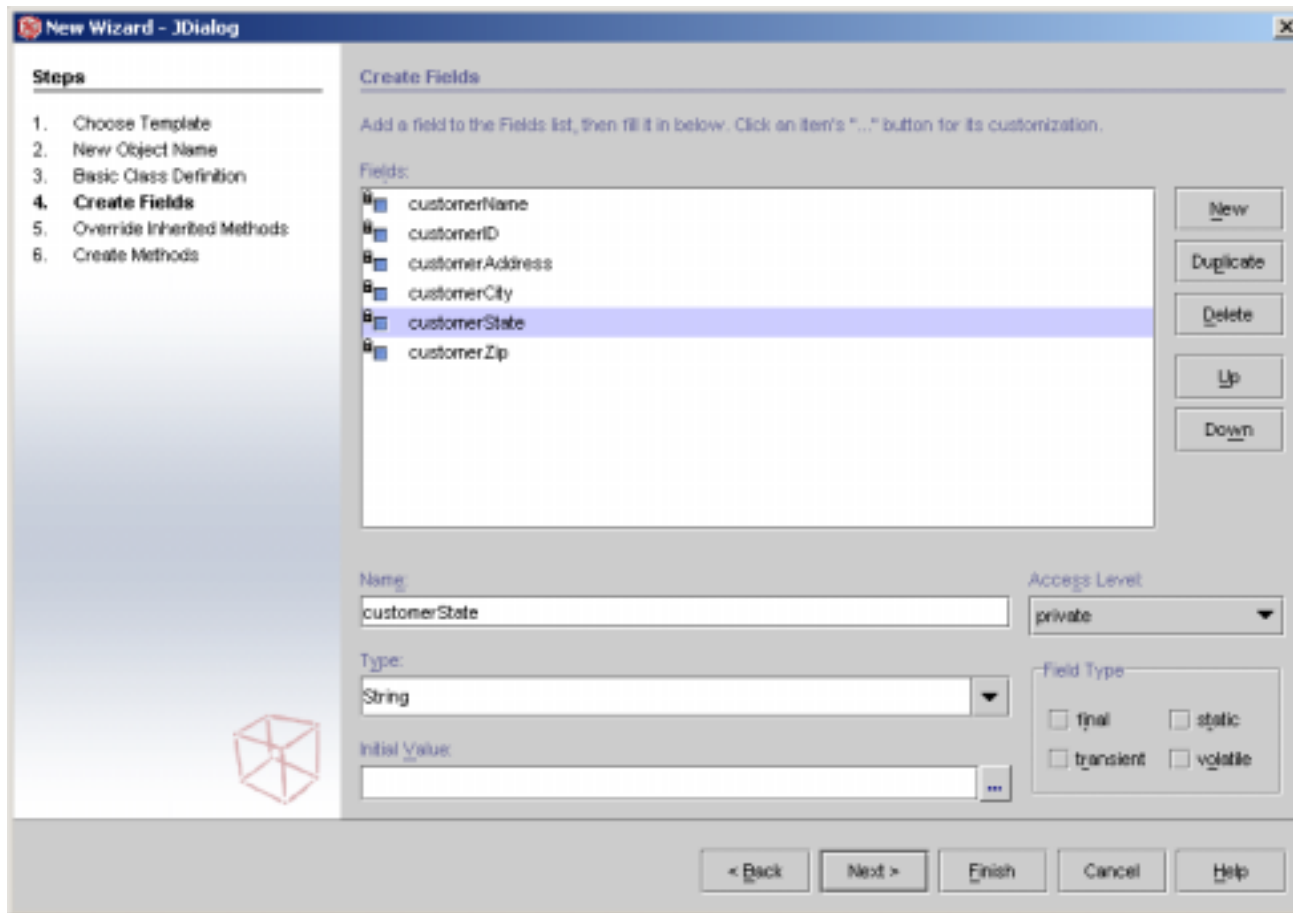 New Wizard - JDialog
Steps
1. Choose Template
2. New Object Name
3. Basic Class Definition
4. Create Fields
5. Override Inherited Methods
6. Create Methods
Create Fields
Add a field to the Fields list, then fill it in below. Click an item's "..." button for its customization.
Fields:
customerName
customerID
customerAddress
customerCity
customerState
customerZip
New
Duplicate
Delete
Up
Down
Name:
customerState
Access Level:
private
Type:
String
Field Type
final
static
transient
volatile
Initial Value:
...
< Back
Next >
Finish
Cancel
Help